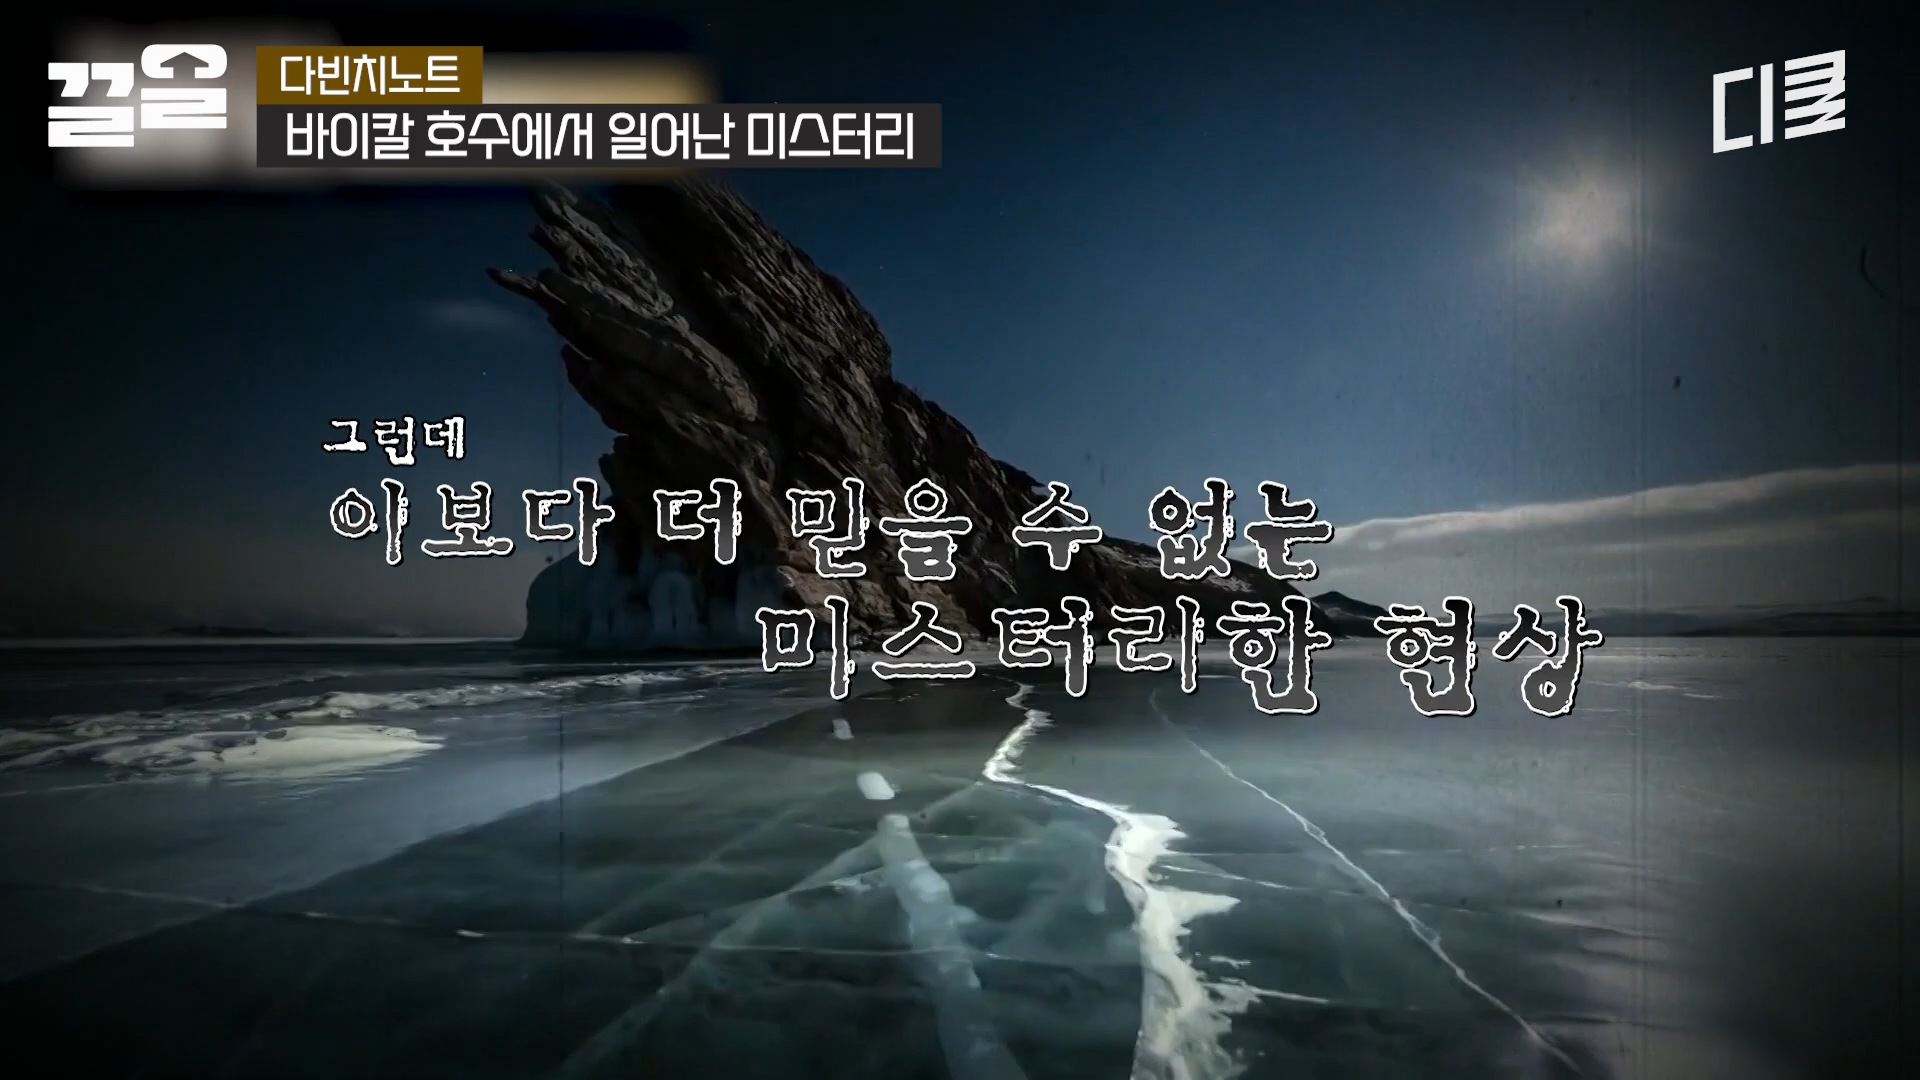 끌올
다빈치노트
바이칼 호수에서 일어난 미스터리
디클
그런데
이보다 더 믿을 수 없는
미스터리한 현상